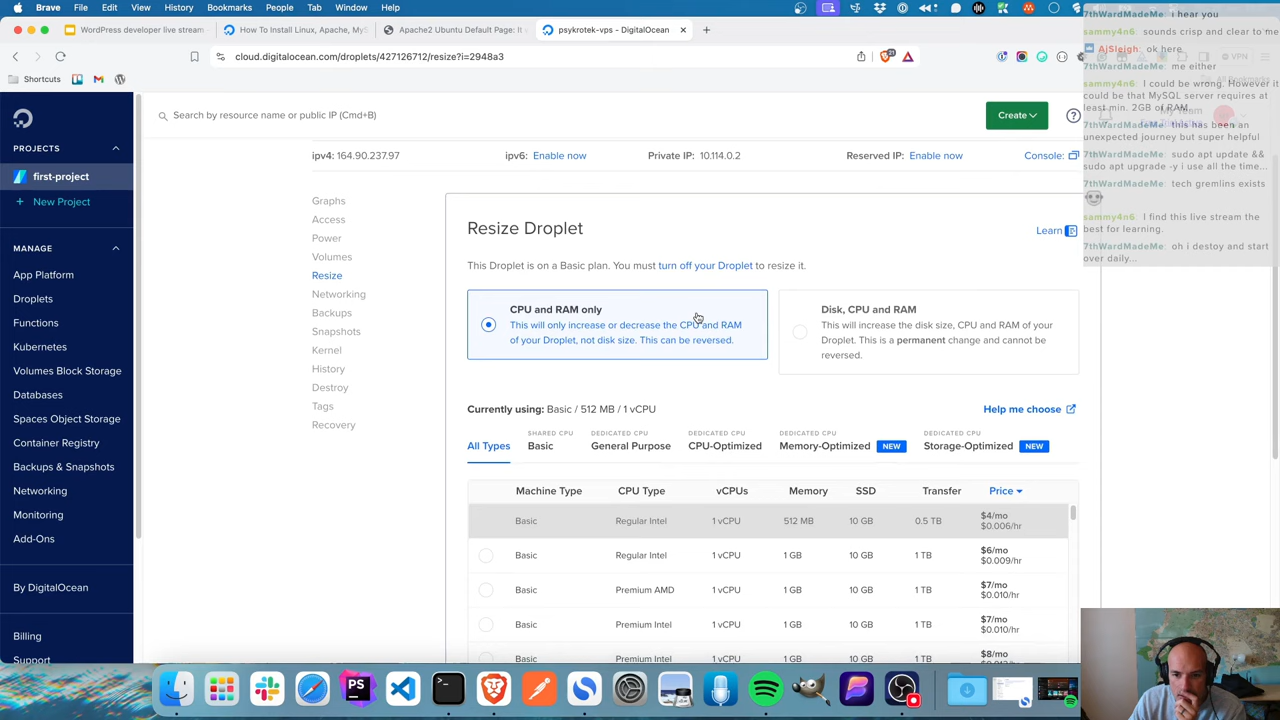 Brave Browser File Edit View History Bookmarks People Tab Window Help
WordPress developer live stream
How To Install Linux, Apache, MyS
Apache2 Ubuntu Default Page: It
psykrotek-vps - DigitalOcean
cloud.digitalocean.com/droplets/427126712/resize?i=2948a3
VPN
Shortcuts
All Bookmarks
PROJECTS
first-project
+ New Project
MANAGE
App Platform
Droplets
Functions
Kubernetes
Volumes Block Storage
Databases
Spaces Object Storage
Container Registry
Backups & Snapshots
Networking
Monitoring
Add-Ons
By DigitalOcean
Billing
Support
Search by resource name or public IP (Cmd+B)
Create
?
My Team
ipv4: 164.90.237.97 ipv6: Enable now Private IP: 10.114.0.2 Reserved IP: Enable now Console:
Graphs
Access
Power
Volumes
Resize
Networking
Backups
Snapshots
Kernel
History
Destroy
Tags
Recovery
Resize Droplet
Learn
This Droplet is on a Basic plan. You must turn off your Droplet to resize it.
CPU and RAM only
This will only increase or decrease the CPU and RAM
of your Droplet, not disk size. This can be reversed.
Disk, CPU and RAM
This will increase the disk size, CPU and RAM of your
Droplet. This is a permanent change and cannot be
reversed.
Currently using: Basic / 512 MB / 1 vCPU
Help me choose
All Types
SHARED CPU
Basic
DEDICATED CPU
General Purpose
DEDICATED CPU
CPU-Optimized
DEDICATED CPU
Memory-Optimized NEW
DEDICATED CPU
Storage-Optimized NEW
Machine Type CPU Type vCPUs Memory SSD Transfer Price
Basic Regular Intel 1 vCPU 512 MB 10 GB 0.5 TB $4/mo
$0.006/hr
Basic Regular Intel 1 vCPU 1 GB 10 GB 1 TB $6/mo
$0.009/hr
Basic Premium AMD 1 vCPU 1 GB 10 GB 1 TB $7/mo
$0.010/hr
Basic Premium Intel 1 vCPU 1 GB 10 GB 1 TB $7/mo
$0.010/hr
Basic Premium Intel 1 vCPU 1 GB 10 GB 1 TB $8/mo
7thWardMadeMe: i hear you
sammy4n6: sounds crisp and clear to me
AjSleigh: ok here
7thWardMadeMe: me either
sammy4n6: I could be wrong. However it
could be that MySQL server requires at
least min. 2GB of RAM.
7thWardMadeMe: this has been an
unexpected journey but super helpful
7thWardMadeMe: sudo apt update &&
sudo apt upgrade -y i use all the time...
7thWardMadeMe: tech gremlins exists
sammy4n6: I find this live stream the
best for learning.
7thWardMadeMe: oh i destoy and start
over daily...
PS